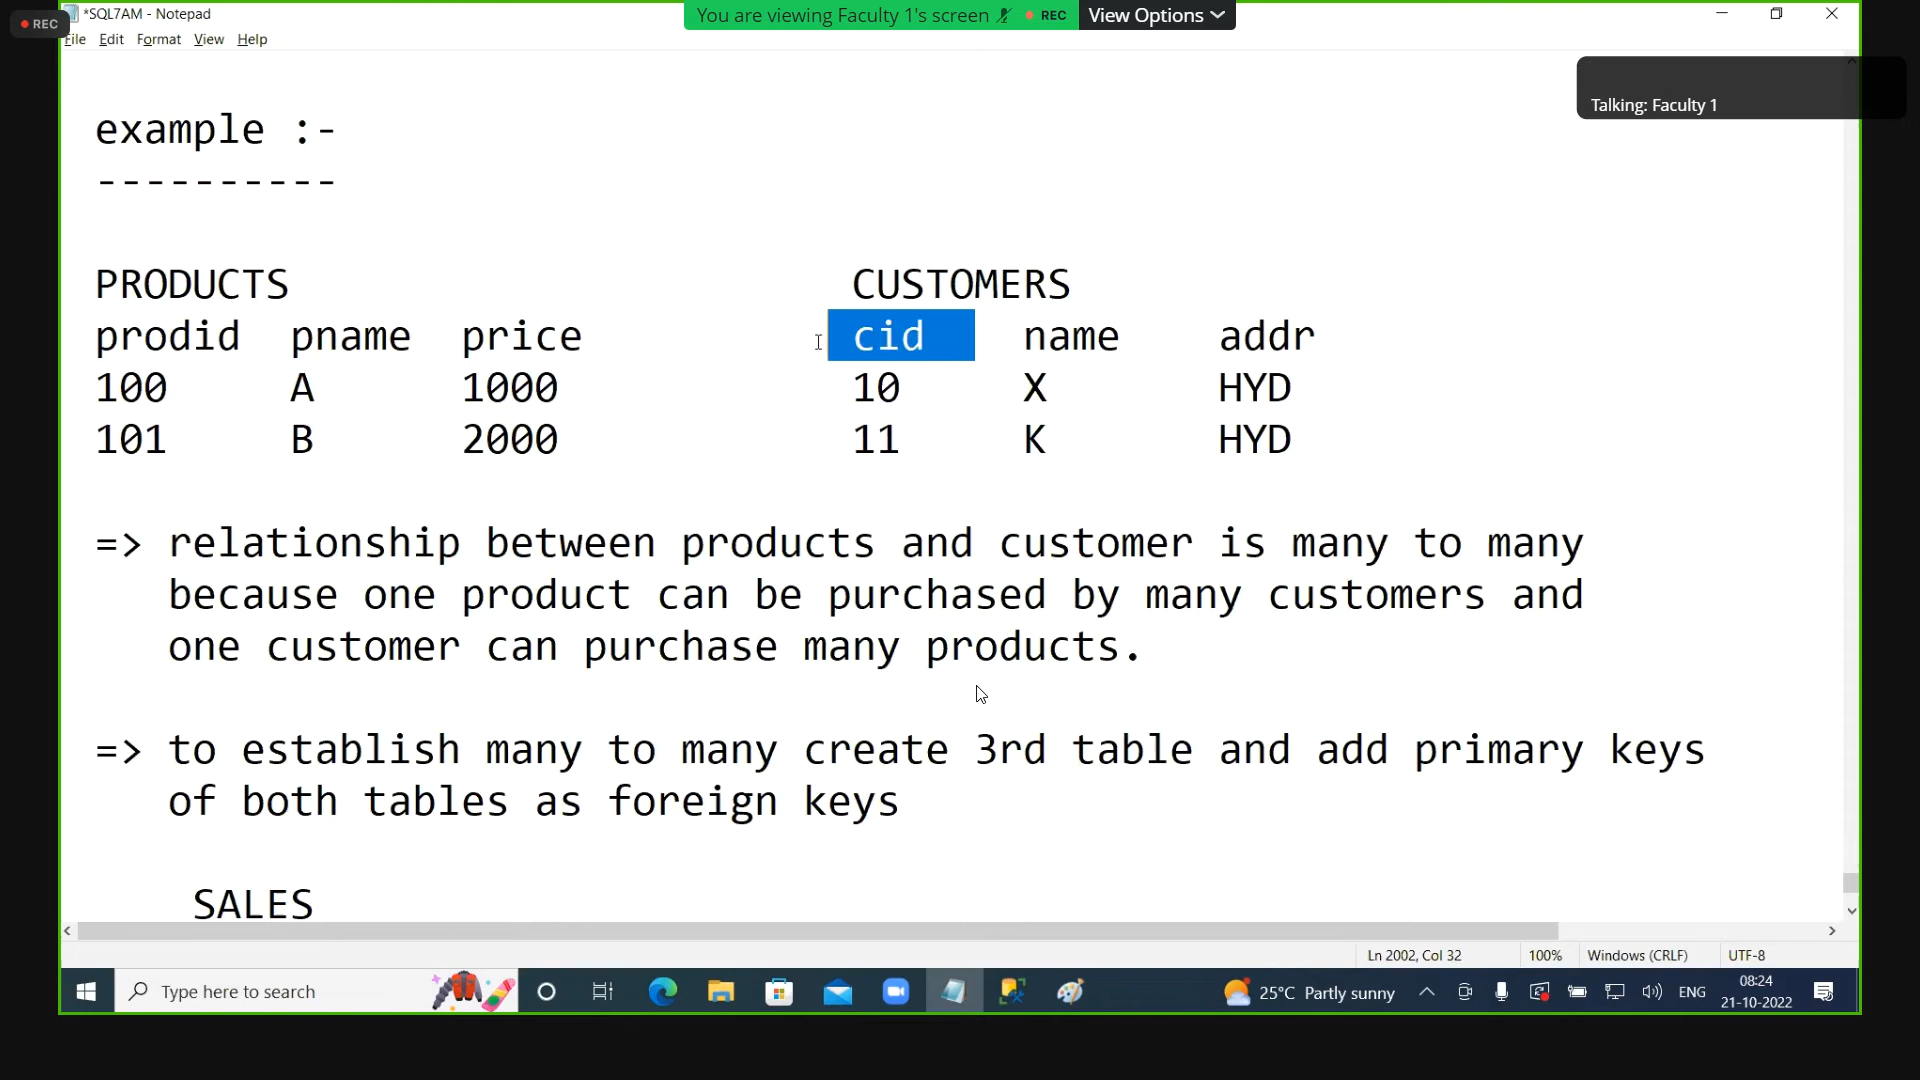 REC
*SQL7AM - Notepad
You are viewing Faculty 1's screen REC View Options
File Edit Format View Help
Talking: Faculty 1
example :-
----------
PRODUCTS CUSTOMERS
prodid pname price cid name addr
100 A 1000 10 X HYD
101 B 2000 11 K HYD
=> relationship between products and customer is many to many
because one product can be purchased by many customers and
one customer can purchase many products.
=> to establish many to many create 3rd table and add primary keys
of both tables as foreign keys
SALES
Ln 2002, Col 32 100% Windows (CRLF) UTF-8
Type here to search 25°C Partly sunny ENG 08:24
21-10-2022